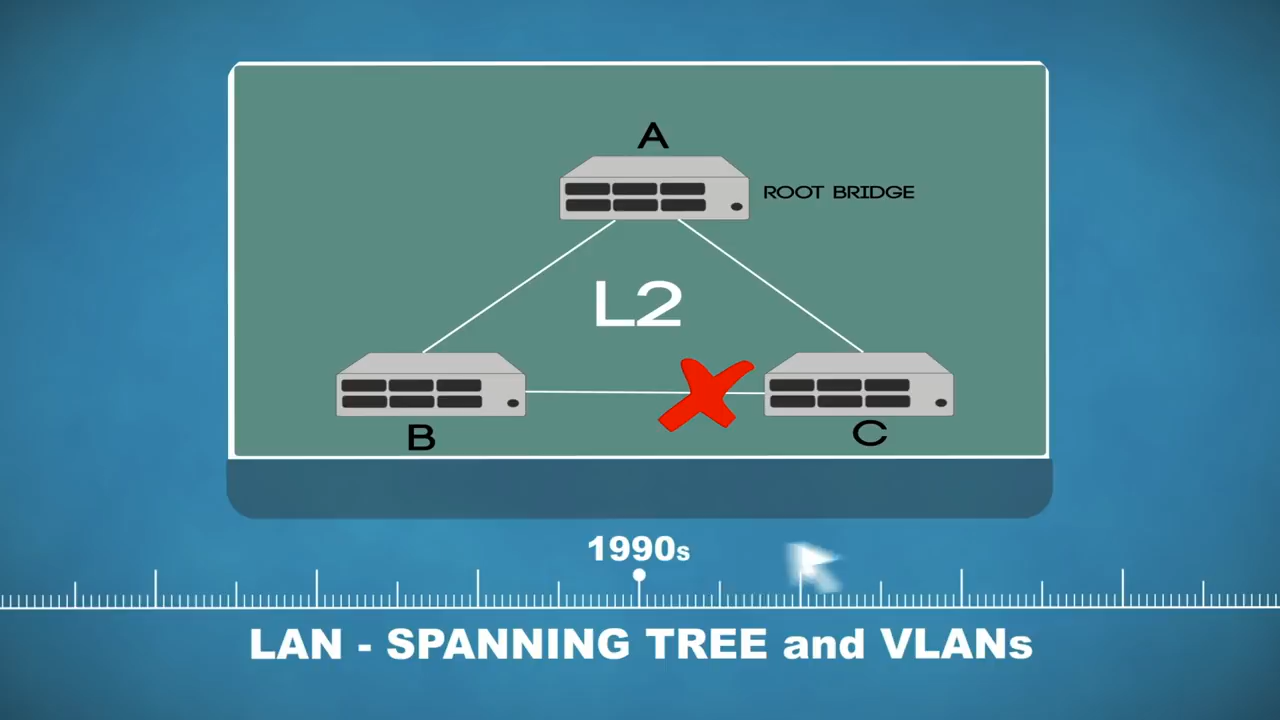 A
ROOT BRIDGE
L2
B
C
1990s
LAN - SPANNING TREE and VLANs